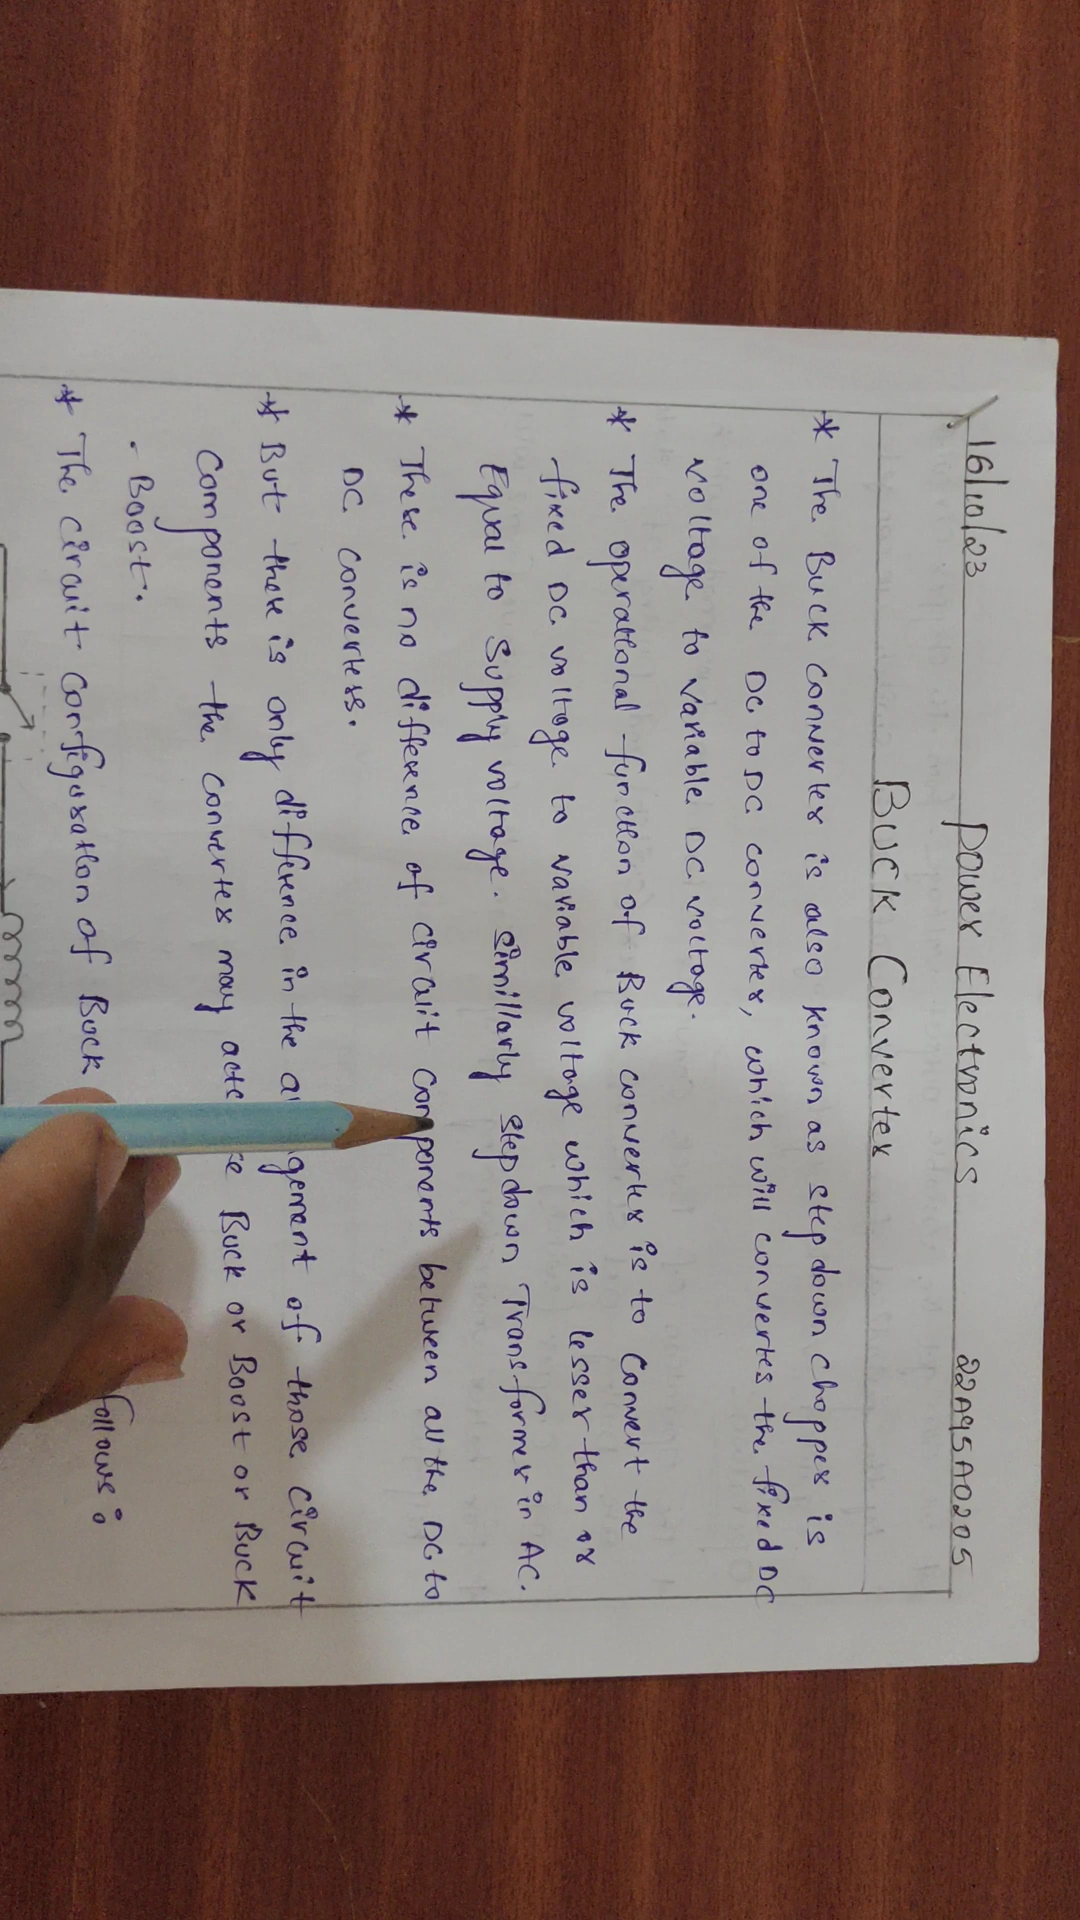 16/10/23 Power Electronics 22A95A0205
Buck Converter
* The Buck converter is also known as step down chopper is
one of the DC to DC converter, which will convertes the fixed DC
voltage to variable DC voltage.
* The operational function of Buck converter is to convert the
fixed DC voltage to variable voltage which is lesser than or
Equal to Supply voltage. Simillarly step down Transformer in AC.
* There is no difference of circuit components between all the DC to
DC converters.
* But there is only difference in the a gement of those circuit
components the converter may acte Buck or Boost or Buck
- Boost.
* The circuit configuration of Buck follows :